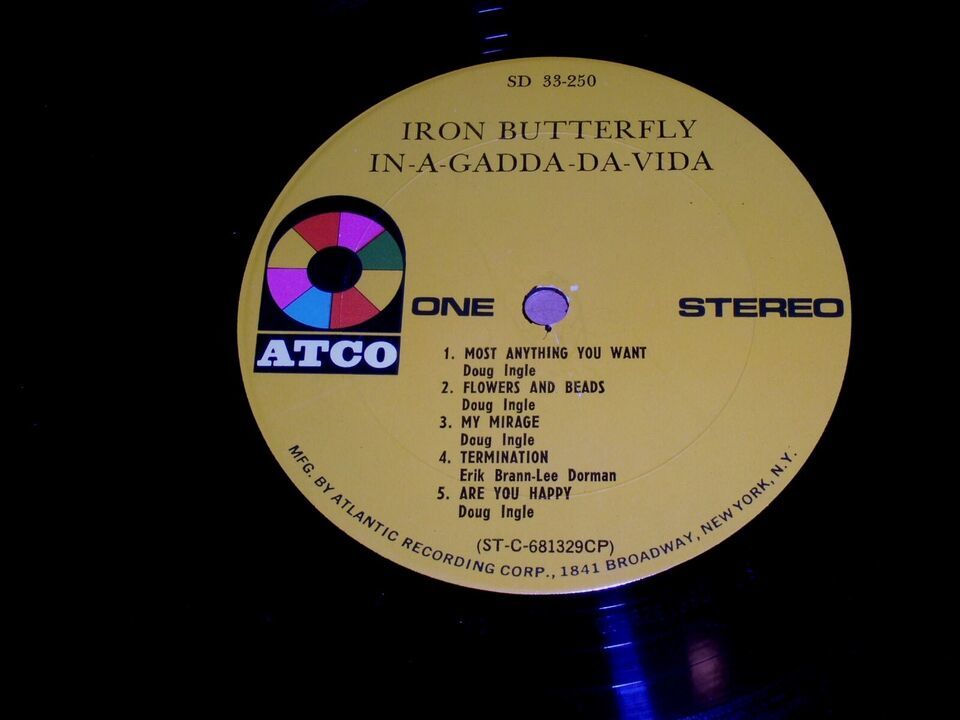 SD 33-250
IRON BUTTERFLY
IN-A-GADDA-DA-VIDA
ATCO
ONE
STEREO
1. MOST ANYTHING YOU WANT
Doug Ingle
2. FLOWERS AND BEADS
Doug Ingle
3. MY MIRAGE
Doug Ingle
4. TERMINATION
Erik Brann-Lee Dorman
5. ARE YOU HAPPY
Doug Ingle
(ST-C-681329CP)
MFG. BY ATLANTIC RECORDING CORP., 1841 BROADWAY, NEW YORK, N.Y.